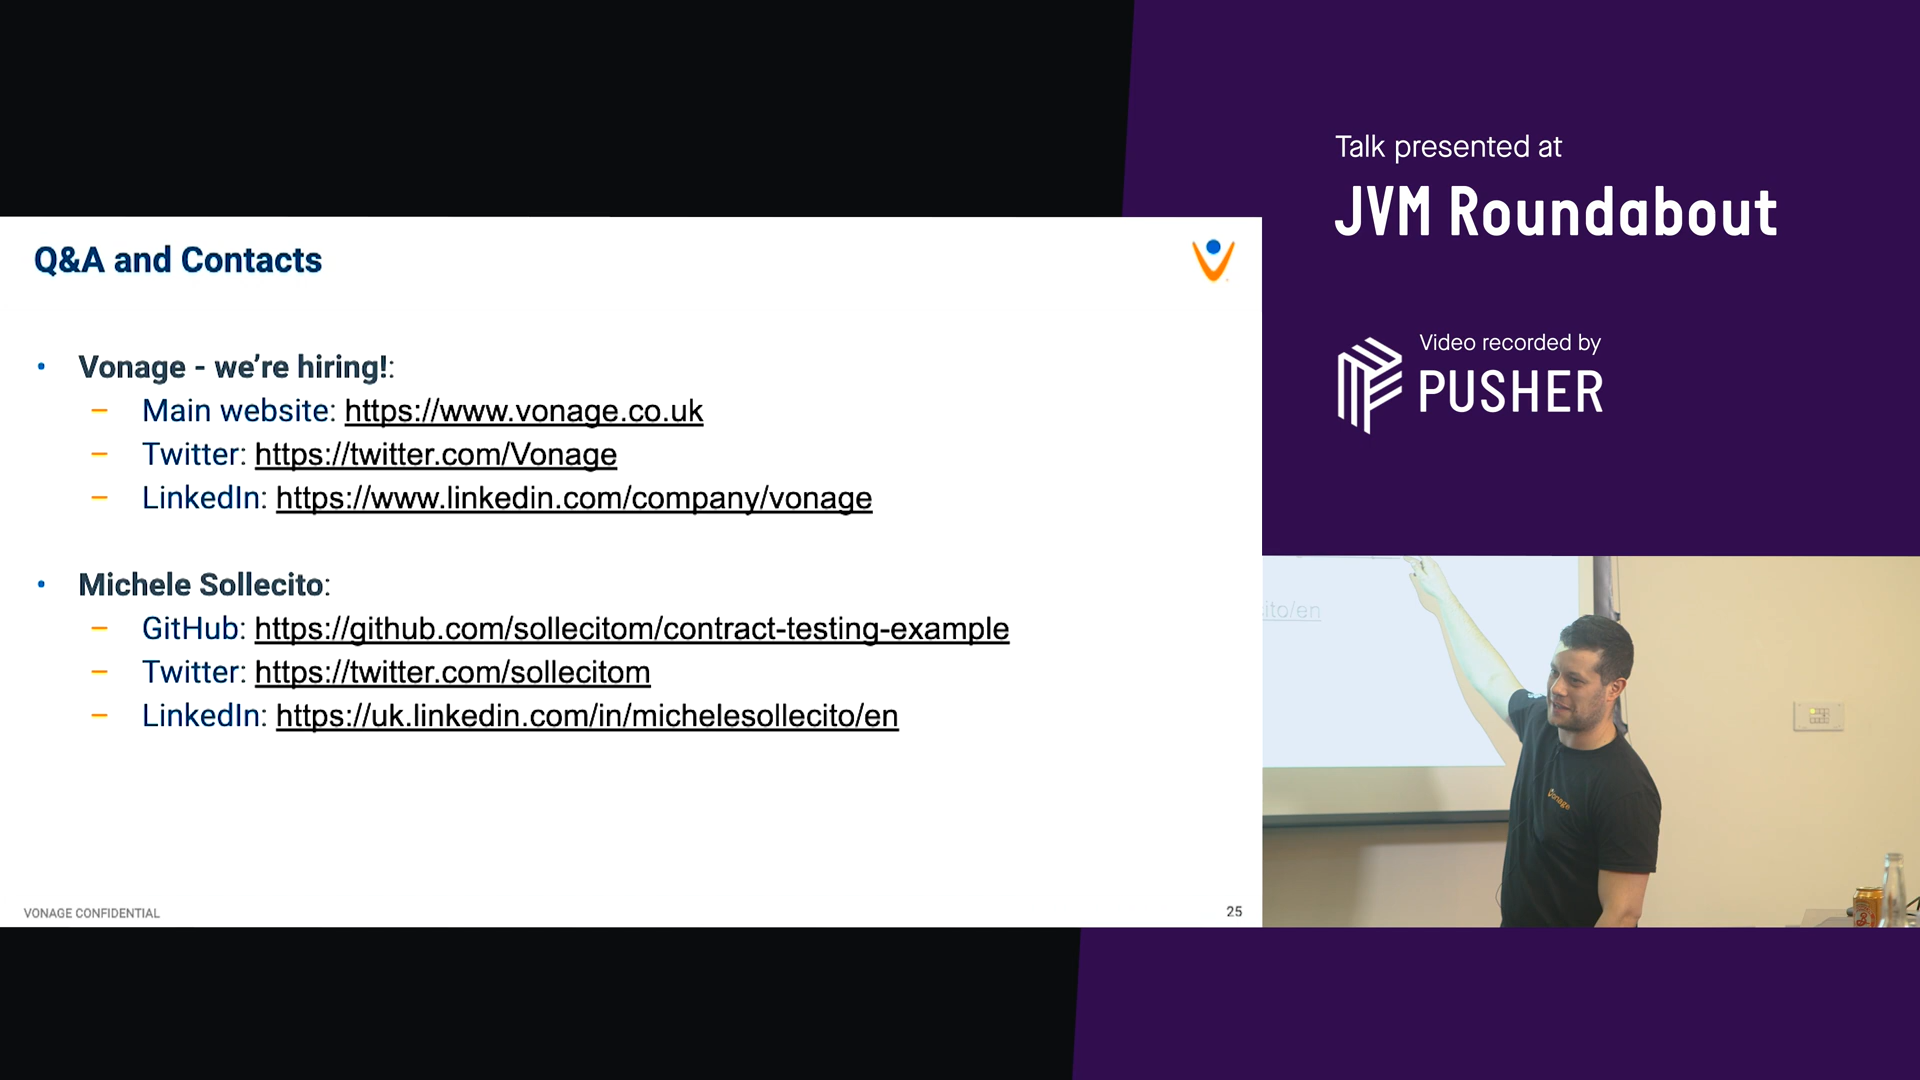 Talk presented at
JVM Roundabout
Video recorded by
PUSHER
Q&A and Contacts
• Vonage - we're hiring!:
– Main website: https://www.vonage.co.uk
– Twitter: https://twitter.com/Vonage
– LinkedIn: https://www.linkedin.com/company/vonage
• Michele Sollecito:
– GitHub: https://github.com/sollecitom/contract-testing-example
– Twitter: https://twitter.com/sollecitom
– LinkedIn: https://uk.linkedin.com/in/michelesollecito/en
VONAGE CONFIDENTIAL
25
ito/en
Vonage